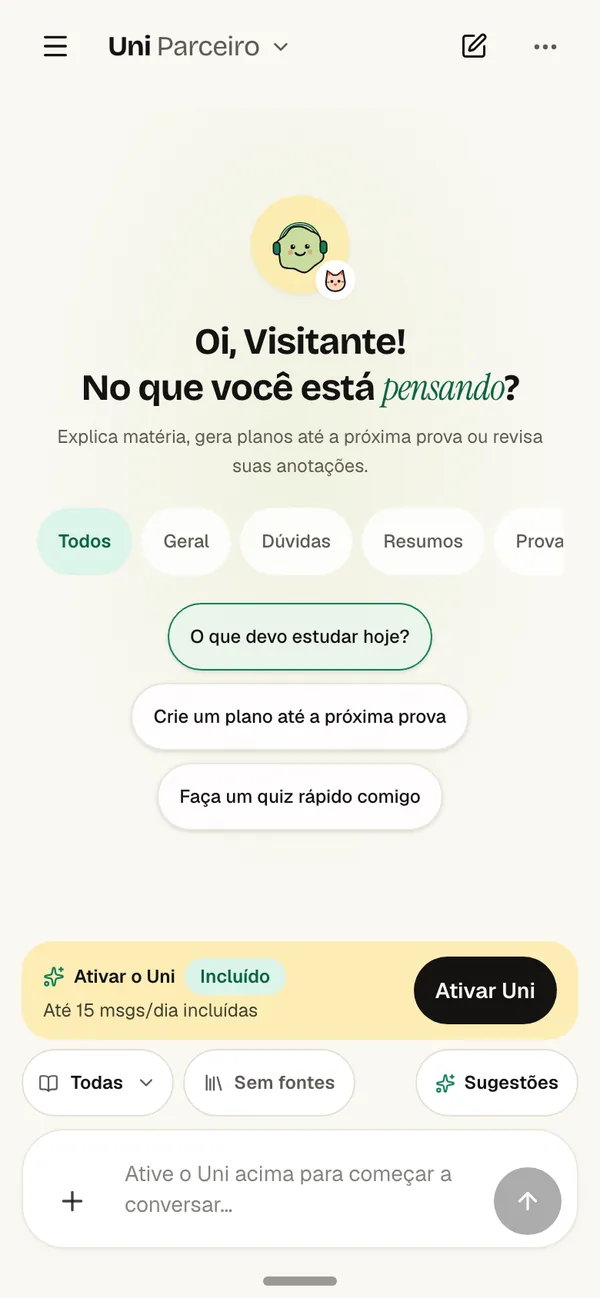 Uni Parceiro
Oi, Visitante!
No que você está pensando?
Explica matéria, gera planos até a próxima prova ou revisa
suas anotações.
Todos
Geral
Dúvidas
Resumos
Prova
O que devo estudar hoje?
Crie um plano até a próxima prova
Faça um quiz rápido comigo
Ativar o Uni
Incluído
Até 15 msgs/dia incluídas
Ativar Uni
Todas
Sem fontes
Sugestões
Ative o Uni acima para começar a
conversar...